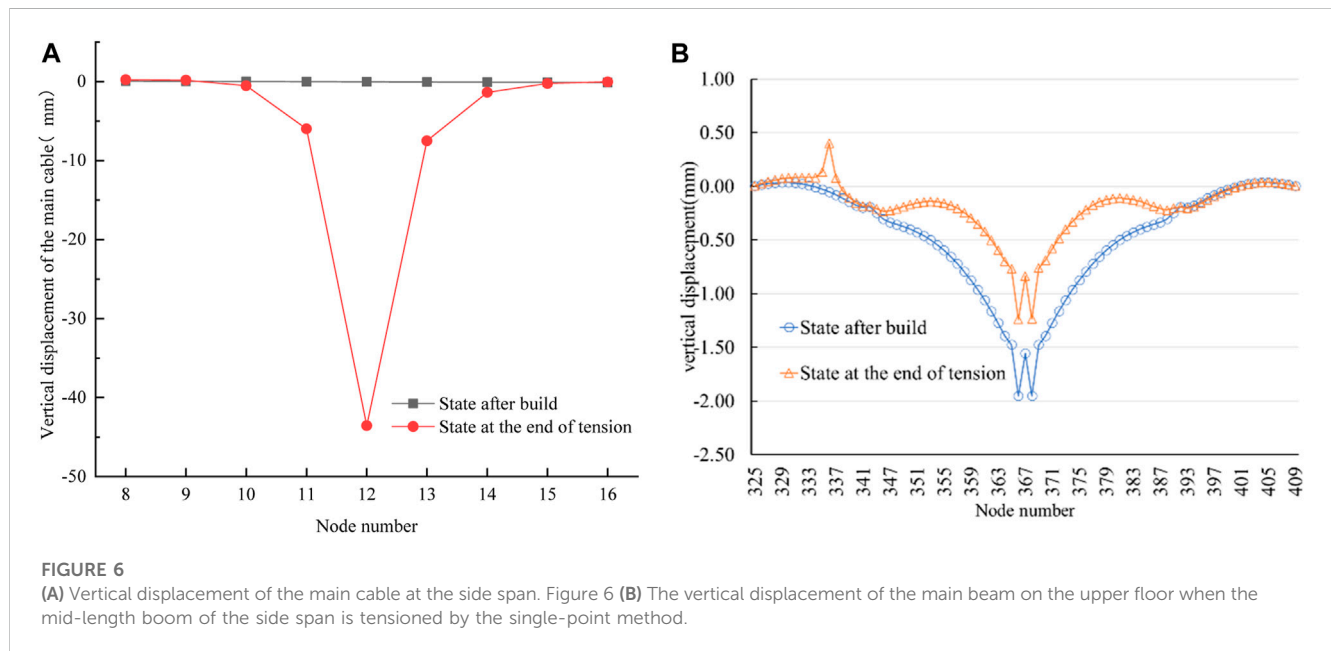 A
Vertical displacement of the main cable( mm)
0
-10
-20
-30
-40
-50
8 9 10 11 12 13 14 15 16
Node number
State after build
State at the end of tension
B
vertical displacement(mm)
1.00
0.50
0.00
-0.50
-1.00
-1.50
-2.00
-2.50
325 329 333 337 341 347 351 355 359 363 367 371 375 379 383 387 393 397 401 405 409
Node number
State after build
State at the end of tension
FIGURE 6
(A) Vertical displacement of the main cable at the side span. Figure 6 (B) The vertical displacement of the main beam on the upper floor when the
mid-length boom of the side span is tensioned by the single-point method.